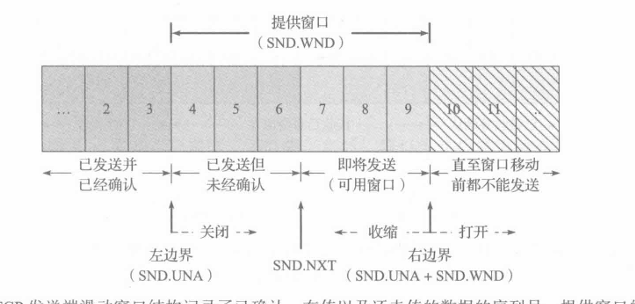 提供窗口
(SND.WND)
… 2 3 4 5 6 7 8 9 10 11 ..
已发送并 已发送但 即将发送 直至窗口移动
已经确认 未经确认 (可用窗口) 前都不能发送
关闭 收缩 打开
左边界 SND.NXT 右边界
(SND.UNA) (SND.UNA + SND.WND)
发送端滑动窗口结构记录了已确认、在传以及还未传的数据的序列号。提供窗口